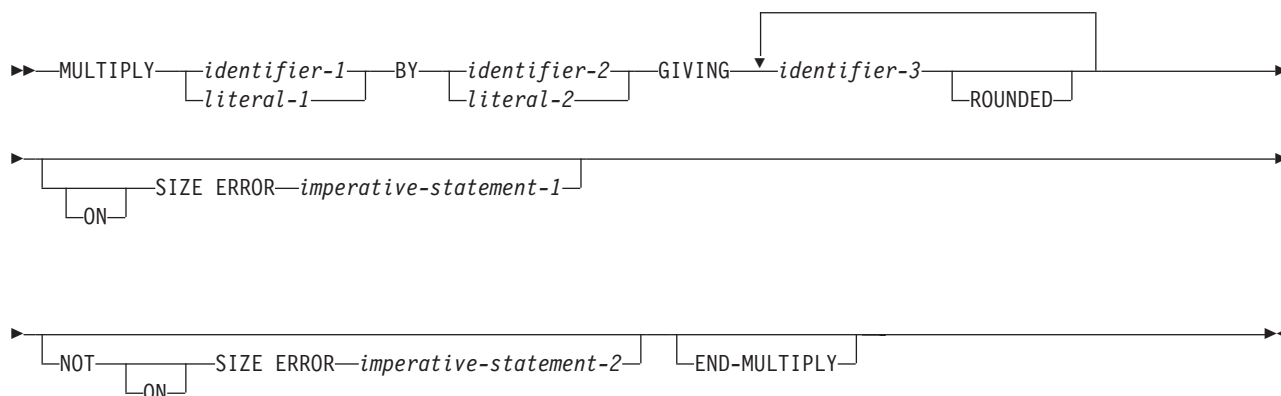 MULTIPLY identifier-1 BY identifier-2 GIVING identifier-3
literal-1 literal-2 ROUNDED
SIZE ERROR imperative-statement-1
ON
NOT SIZE ERROR imperative-statement-2 END-MULTIPLY
ON